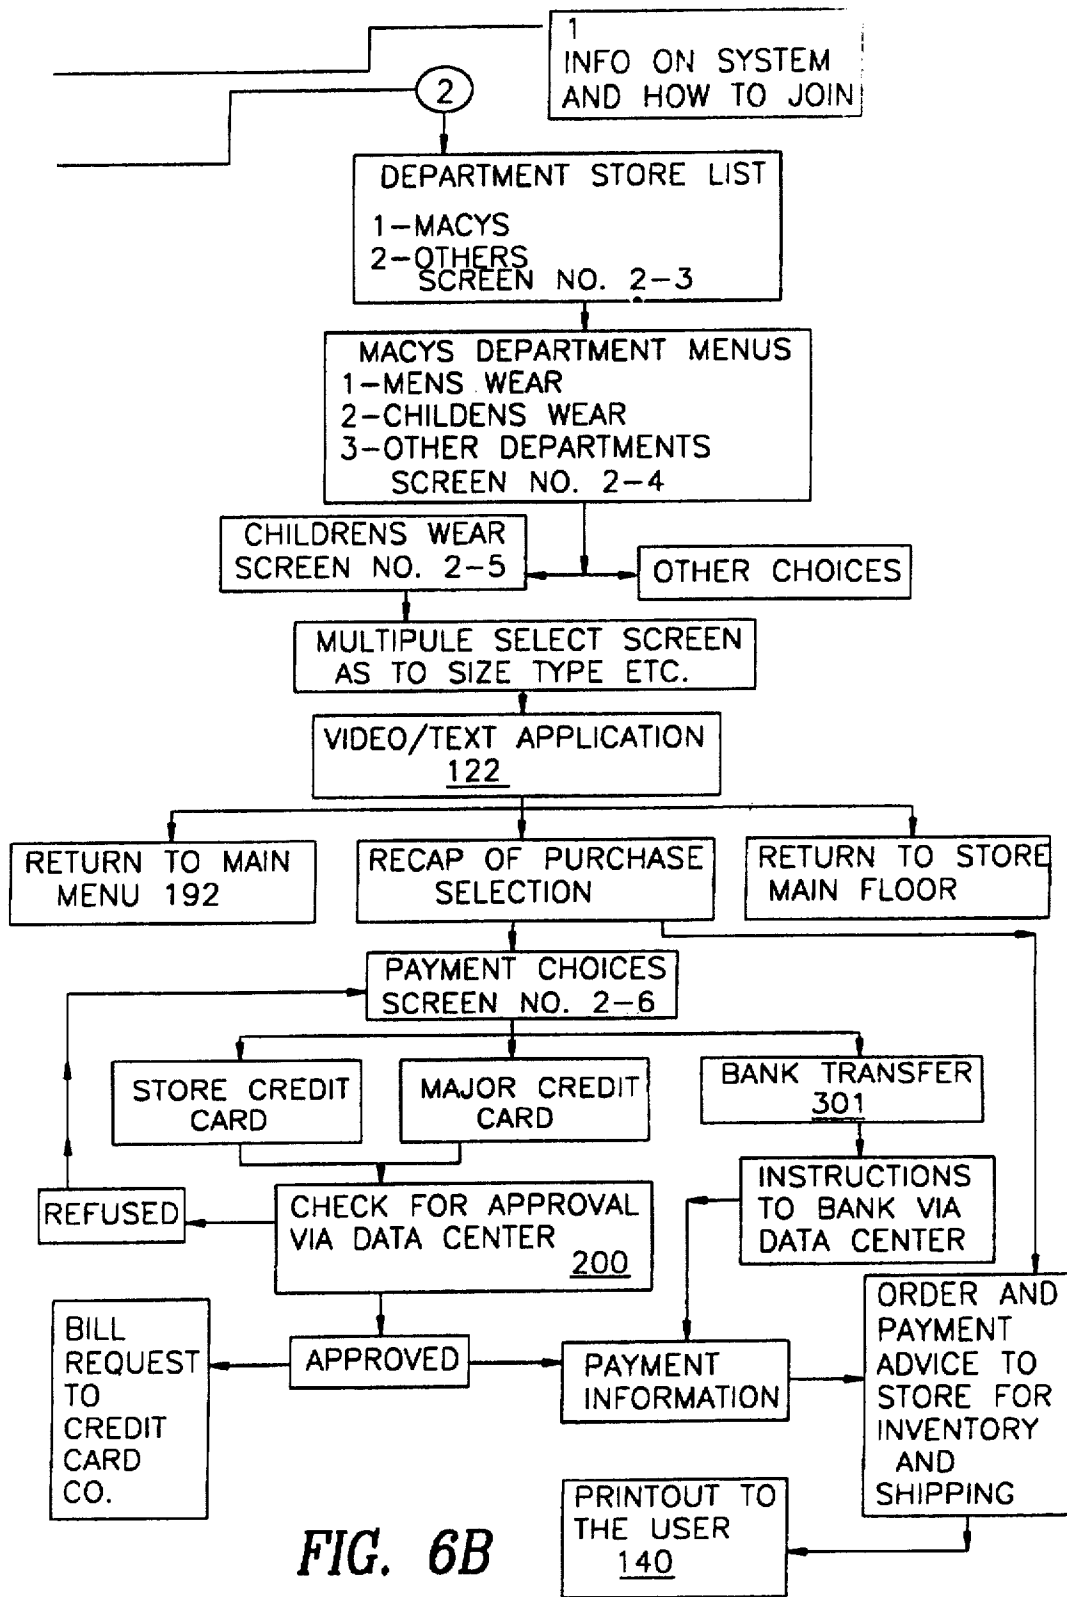 1
INFO ON SYSTEM
AND HOW TO JOIN
2
DEPARTMENT STORE LIST
1-MACYS
2-OTHERS
SCREEN NO. 2-3
MACYS DEPARTMENT MENUS
1-MENS WEAR
2-CHILDENS WEAR
3-OTHER DEPARTMENTS
SCREEN NO. 2-4
CHILDRENS WEAR
SCREEN NO. 2-5
OTHER CHOICES
MULTIPULE SELECT SCREEN
AS TO SIZE TYPE ETC.
VIDEO/TEXT APPLICATION
122
RETURN TO MAIN
MENU 192
RECAP OF PURCHASE
SELECTION
RETURN TO STORE
MAIN FLOOR
PAYMENT CHOICES
SCREEN NO. 2-6
STORE CREDIT
CARD
MAJOR CREDIT
CARD
BANK TRANSFER
301
REFUSED
CHECK FOR APPROVAL
VIA DATA CENTER
200
INSTRUCTIONS
TO BANK VIA
DATA CENTER
BILL
REQUEST
TO
CREDIT
CARD
CO.
APPROVED
PAYMENT
INFORMATION
ORDER AND
PAYMENT
ADVICE TO
STORE FOR
INVENTORY
AND
SHIPPING
PRINTOUT TO
THE USER
140
FIG. 6B